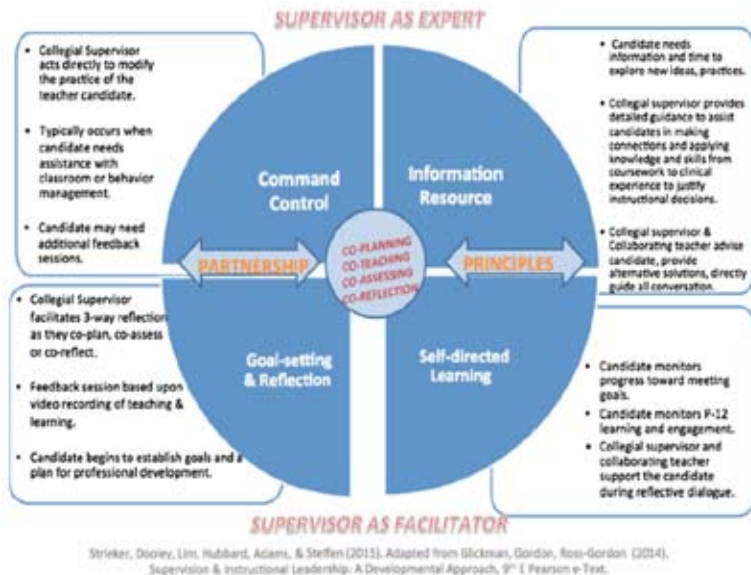 SUPERVISOR AS EXPERT
• Collegial Supervisor
acts directly to modify
the practice of the
teacher candidate.
• Typically occurs when
candidate needs
assistance with
classroom or behavior
management.
• Candidate may need
additional feedback
sessions.
• Candidate needs
information and time to
explore new ideas, practices.
• Collegial supervisor provides
detailed guidance to assist
candidates in making
connections and applying
knowledge and skills from
coursework to clinical
experience to justify
instructional decisions.
• Collegial supervisor &
Collaborating teacher advise
candidate, provide
alternative solutions, directly
guide all conversation.
Command
Control
Information
Resource
PARTNERSHIP
CO-PLANNING
CO-TEACHING
CO-ASSESSING
CO-REFLECTION
PRINCIPLES
• Collegial Supervisor
facilitates 3-way reflection
as they co-plan, co-assess
or co-reflect.
• Feedback session based upon
video recording of teaching &
learning.
• Candidate begins to establish goals and a
plan for professional development.
Goal-setting
& Reflection
Self-directed
Learning
• Candidate monitors
progress toward meeting
goals.
• Candidate monitors P-12
learning and engagement.
• Collegial supervisor and
collaborating teacher
support the candidate
during reflective dialogue.
SUPERVISOR AS FACILITATOR
Strieker, Dooley, Lim, Hubbard, Adams, & Steffen (2015). Adapted from Glickman, Gordon, Ross-Gordon (2014).
Supervision & Instructional Leadership: A Developmental Approach, 9th E Pearson e-Text.